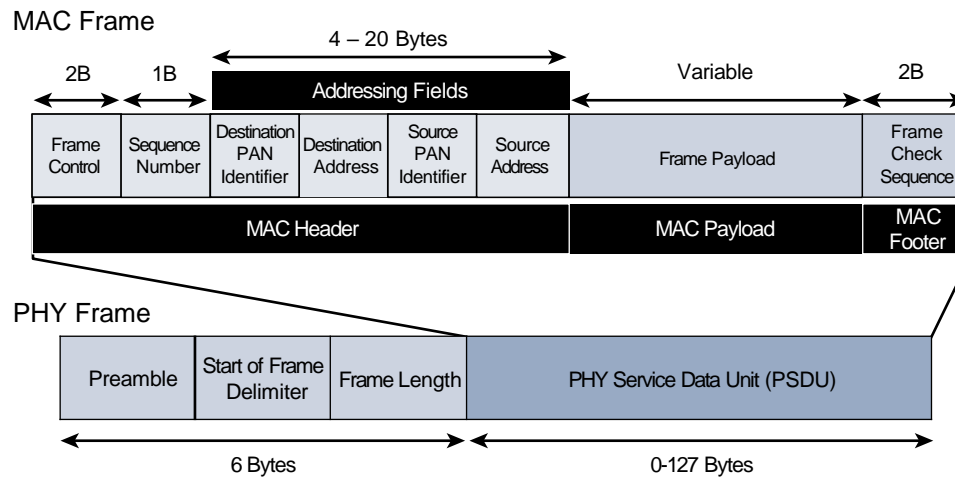 MAC Frame
4 – 20 Bytes
2B
1B
Addressing Fields
Variable
2B
Frame
Control
Sequence
Number
Destination
PAN
Identifier
Destination
Address
Source
PAN
Identifier
Source
Address
Frame Payload
Frame
Check
Sequence
MAC Header
MAC Payload
MAC
Footer
PHY Frame
Preamble
Start of Frame
Delimiter
Frame Length
PHY Service Data Unit (PSDU)
6 Bytes
0-127 Bytes